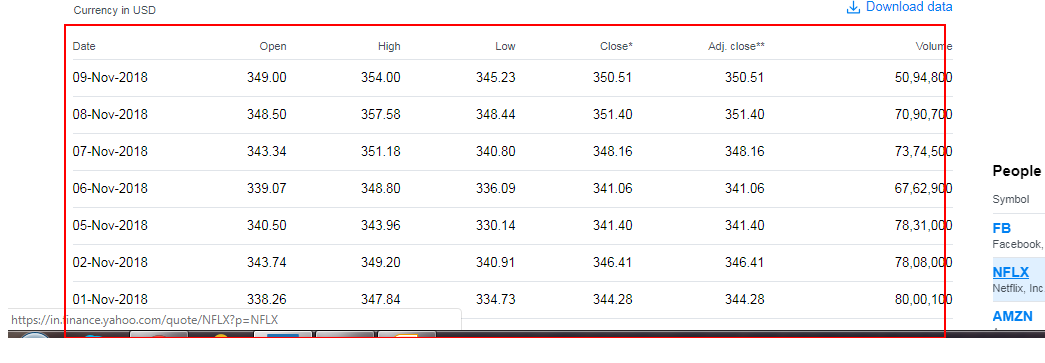 Currency in USD
Download data
Date Open High Low Close* Adj. close** Volume
09-Nov-2018 349.00 354.00 345.23 350.51 350.51 50,94,800
08-Nov-2018 348.50 357.58 348.44 351.40 351.40 70,90,700
07-Nov-2018 343.34 351.18 340.80 348.16 348.16 73,74,500
06-Nov-2018 339.07 348.80 336.09 341.06 341.06 67,62,900
05-Nov-2018 340.50 343.96 330.14 341.40 341.40 78,31,000
02-Nov-2018 343.74 349.20 340.91 346.41 346.41 78,08,000
01-Nov-2018 338.26 347.84 334.73 344.28 344.28 80,00,100
https://in.finance.yahoo.com/quote/NFLX?p=NFLX
People
Symbol
FB
Facebook,
NFLX
Netflix, Inc
AMZN